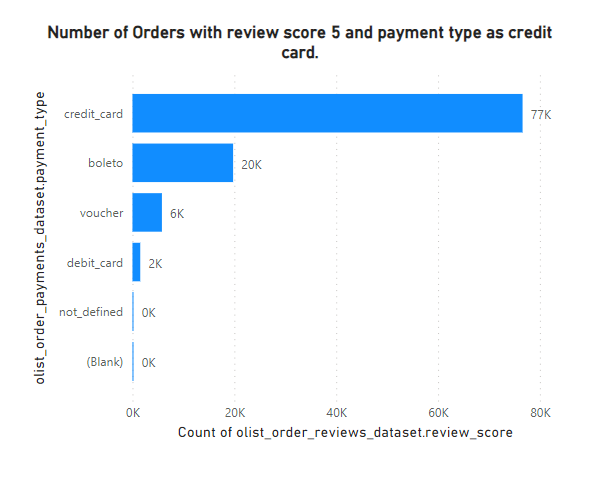 Number of Orders with review score 5 and payment type as credit
card.
olist_order_payments_dataset.payment_type
credit_card
77K
boleto
20K
voucher
6K
debit_card
2K
not_defined
0K
(Blank)
0K
0K
20K
40K
60K
80K
Count of olist_order_reviews_dataset.review_score